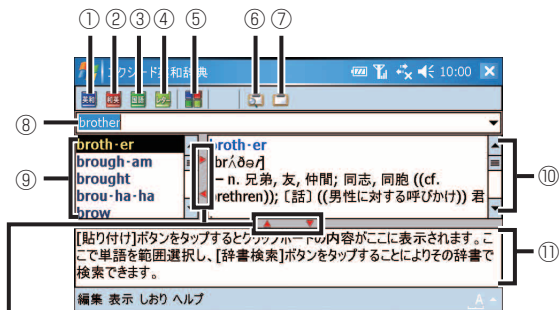 ① ② ③ ④ ⑤ ⑥ ⑦
エクシード英和辞典 10:00
英和 和英 国語
⑧ brother
⑨
broth·er
brough·am
brought
brou·ha·ha
brow
⑩
broth·er
brʌ́ðər
— n. 兄弟, 友, 仲間; 同志, 同胞 ((cf.
brethren)); 〔話〕 ((男性に対する呼びかけ)) 君
⑪
[貼り付け]ボタンをタップするとクリップボードの内容がここに表示されます。こ
こで単語を範囲選択し、[辞書検索]ボタンをタップすることによりその辞書で
検索できます。
編集 表示 しおり ヘルプ A